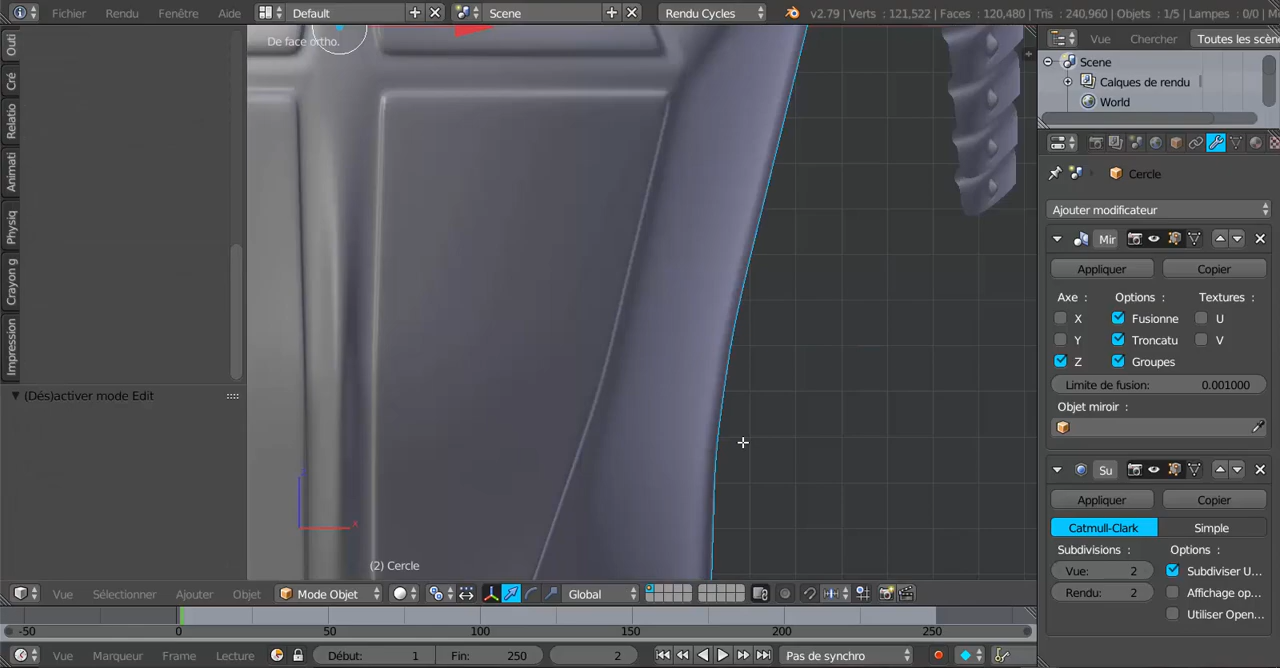 Fichier Rendu Fenêtre Aide Default Scene Rendu Cycles v2.79 | Verts : 121,522 | Faces : 120,480 | Tris : 240,960 | Objets : 1/5 | Lampes : 0/0
De face ortho.
Vue Chercher Toutes les scèn
Scene
Calques de rendu
World
Outi
Cré
Relatio
Animati
Physiq
Crayon g
Impression
Cercle
Ajouter modificateur
Mir
Appliquer Copier
Axe : Options : Textures :
X Fusionne U
Y Troncatu V
Z Groupes
Limite de fusion: 0.001000
Objet miroir :
(Dés)activer mode Edit
Su
Appliquer Copier
Catmull-Clark Simple
Subdivisions : Options :
Vue: 2 Subdiviser U...
Rendu: 2 Affichage op...
Utiliser Open...
z
x
(2) Cercle
Vue Sélectionner Ajouter Objet Mode Objet Global
-50 0 50 100 150 200 250
Vue Marqueur Frame Lecture Début: 1 Fin: 250 2 Pas de synchro